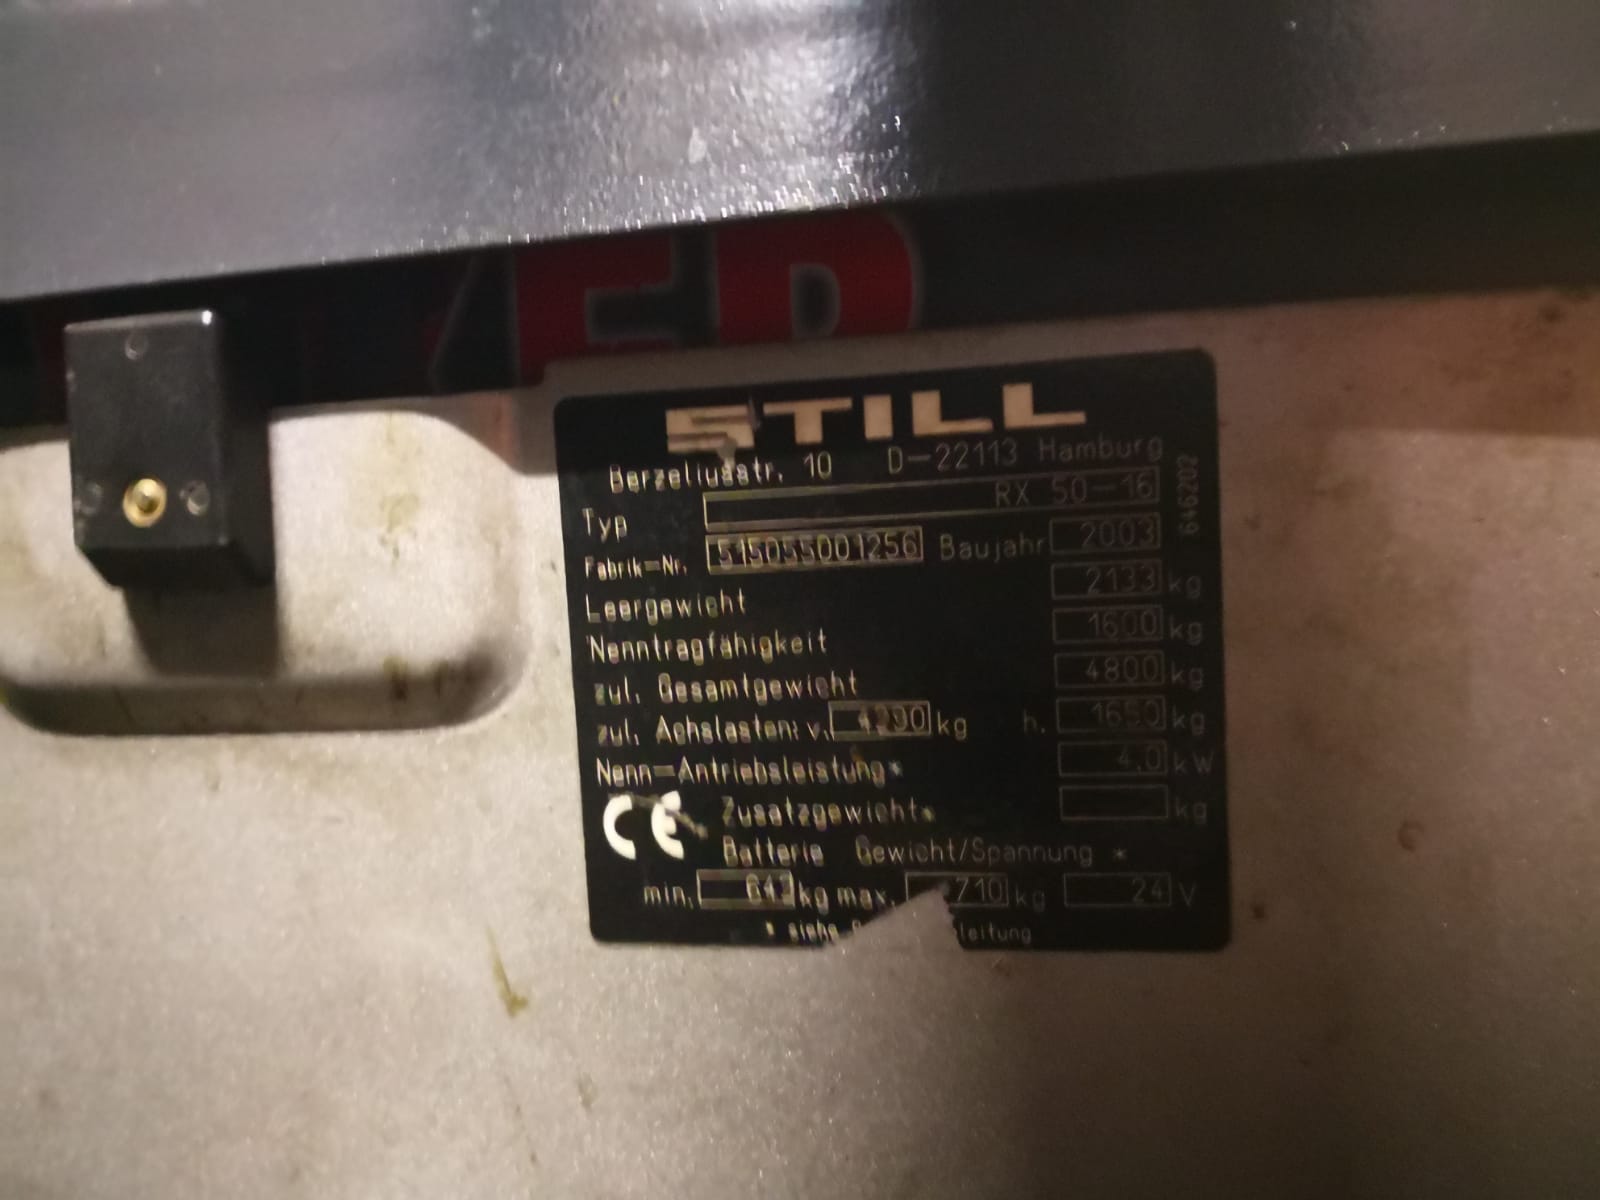 STILL
Berzeliusstr. 10 D-22113 Hamburg
Typ RX 50-16
Fabrik-Nr. 515055001256 Baujahr 2003
Leergewicht 2133 kg
Nenntragfähigkeit 1600 kg
zul. Gesamtgewicht 4800 kg
zul. Achslasten: v. kg h. 1650 kg
Nenn-Antriebsleistung* 4,0 kW
CE Zusatzgewicht* kg
Batterie Gewicht/Spannung *
min. kg max. 710 kg 24 V
* siehe
646202